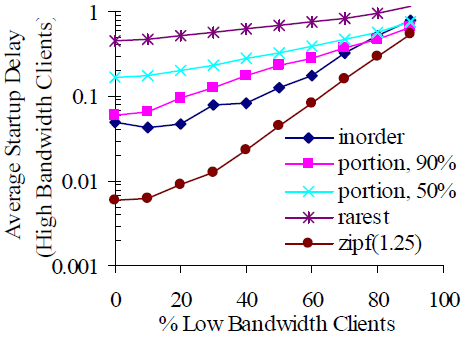 Average Startup Delay
(High Bandwidth Clients)
1
0.1
0.01
0.001
inorder
portion, 90%
portion, 50%
rarest
zipf(1.25)
0
20
40
60
80
100
% Low Bandwidth Clients